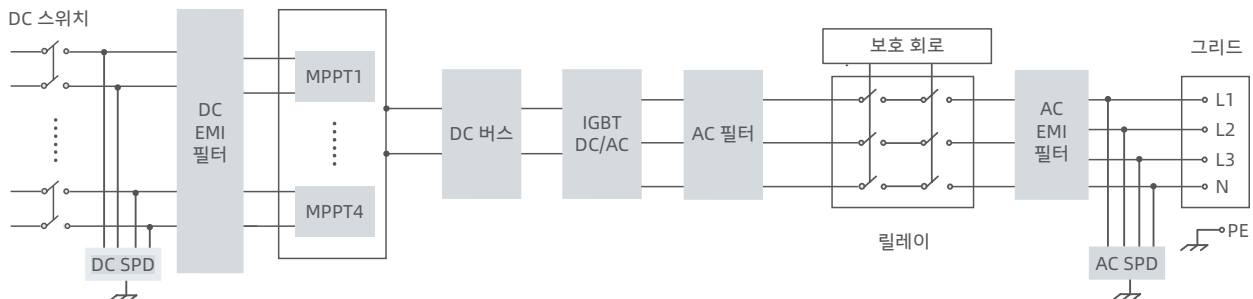 DC 스위치
DC
EMI
필터
MPPT1
MPPT4
DC SPD
DC 버스
IGBT
DC/AC
AC 필터
보호 회로
릴레이
AC
EMI
필터
그리드
L1
L2
L3
N
PE
AC SPD